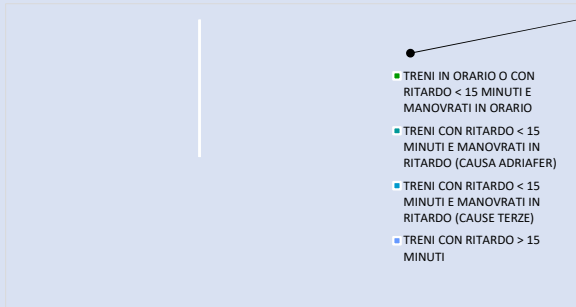 TRENI IN ORARIO O CON
RITARDO < 15 MINUTI E
MANOVRATI IN ORARIO
TRENI CON RITARDO < 15
MINUTI E MANOVRATI IN
RITARDO (CAUSA ADRIAFER)
TRENI CON RITARDO < 15
MINUTI E MANOVRATI IN
RITARDO (CAUSE TERZE)
TRENI CON RITARDO > 15
MINUTI